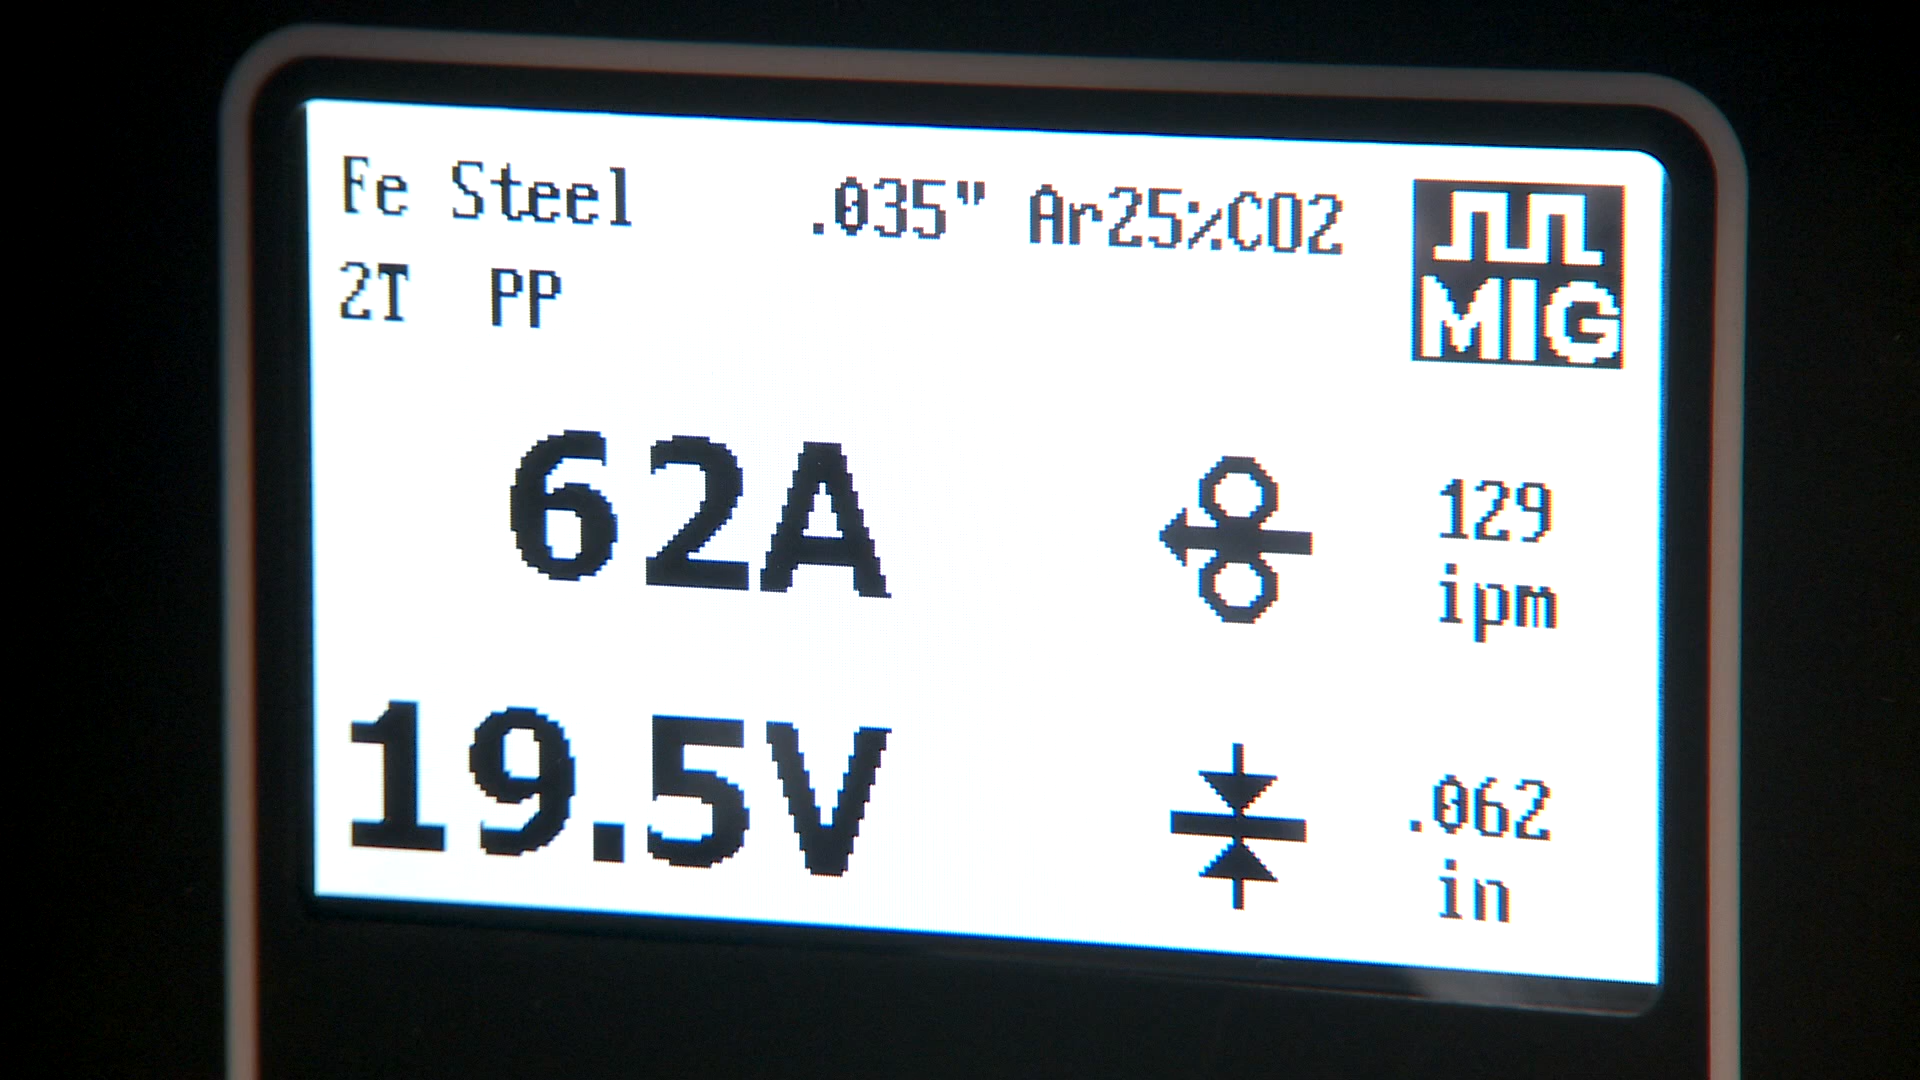 Fe Steel .035" Ar25%CO2
2T PP
MIG
62A
129
ipm
19.5V
.062
in